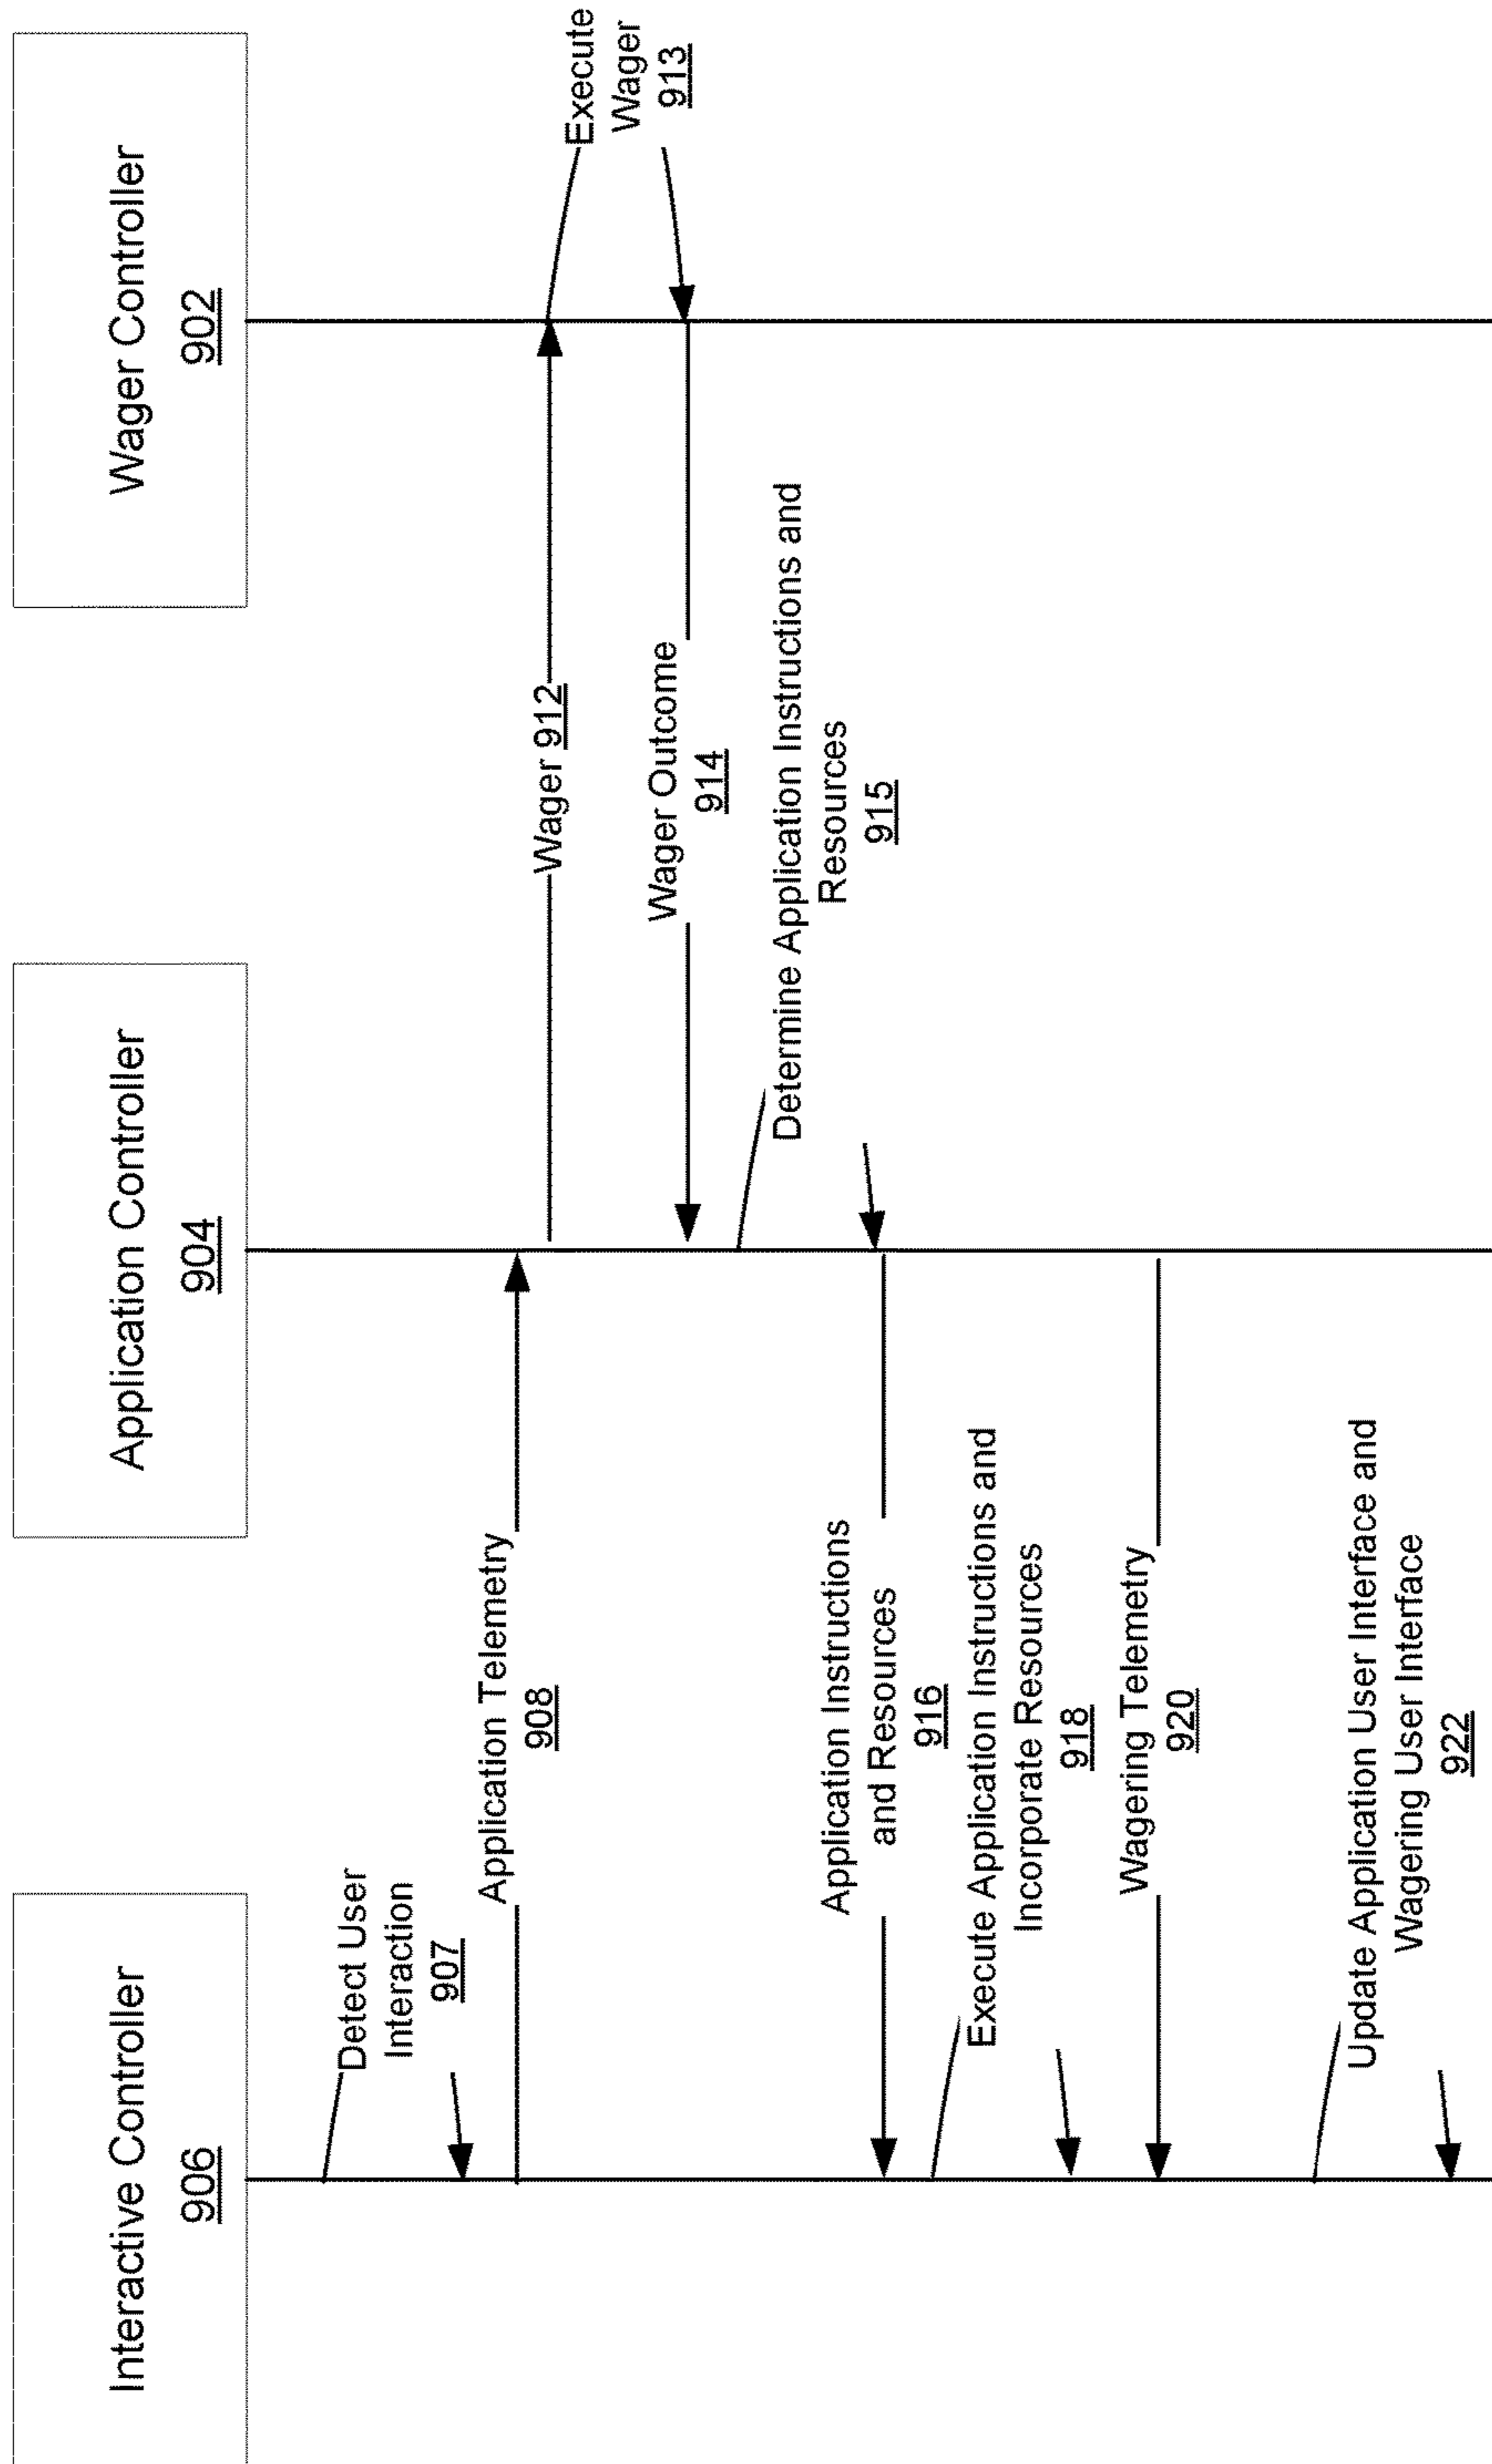 Interactive Controller
906
Application Controller
904
Wager Controller
902
Detect User
Interaction
907
Application Telemetry
908
Wager 912
Execute
Wager
913
Wager Outcome
914
Determine Application Instructions and
Resources
915
Application Instructions
and Resources
916
Execute Application Instructions and
Incorporate Resources
918
Wagering Telemetry
920
Update Application User Interface and
Wagering User Interface
922